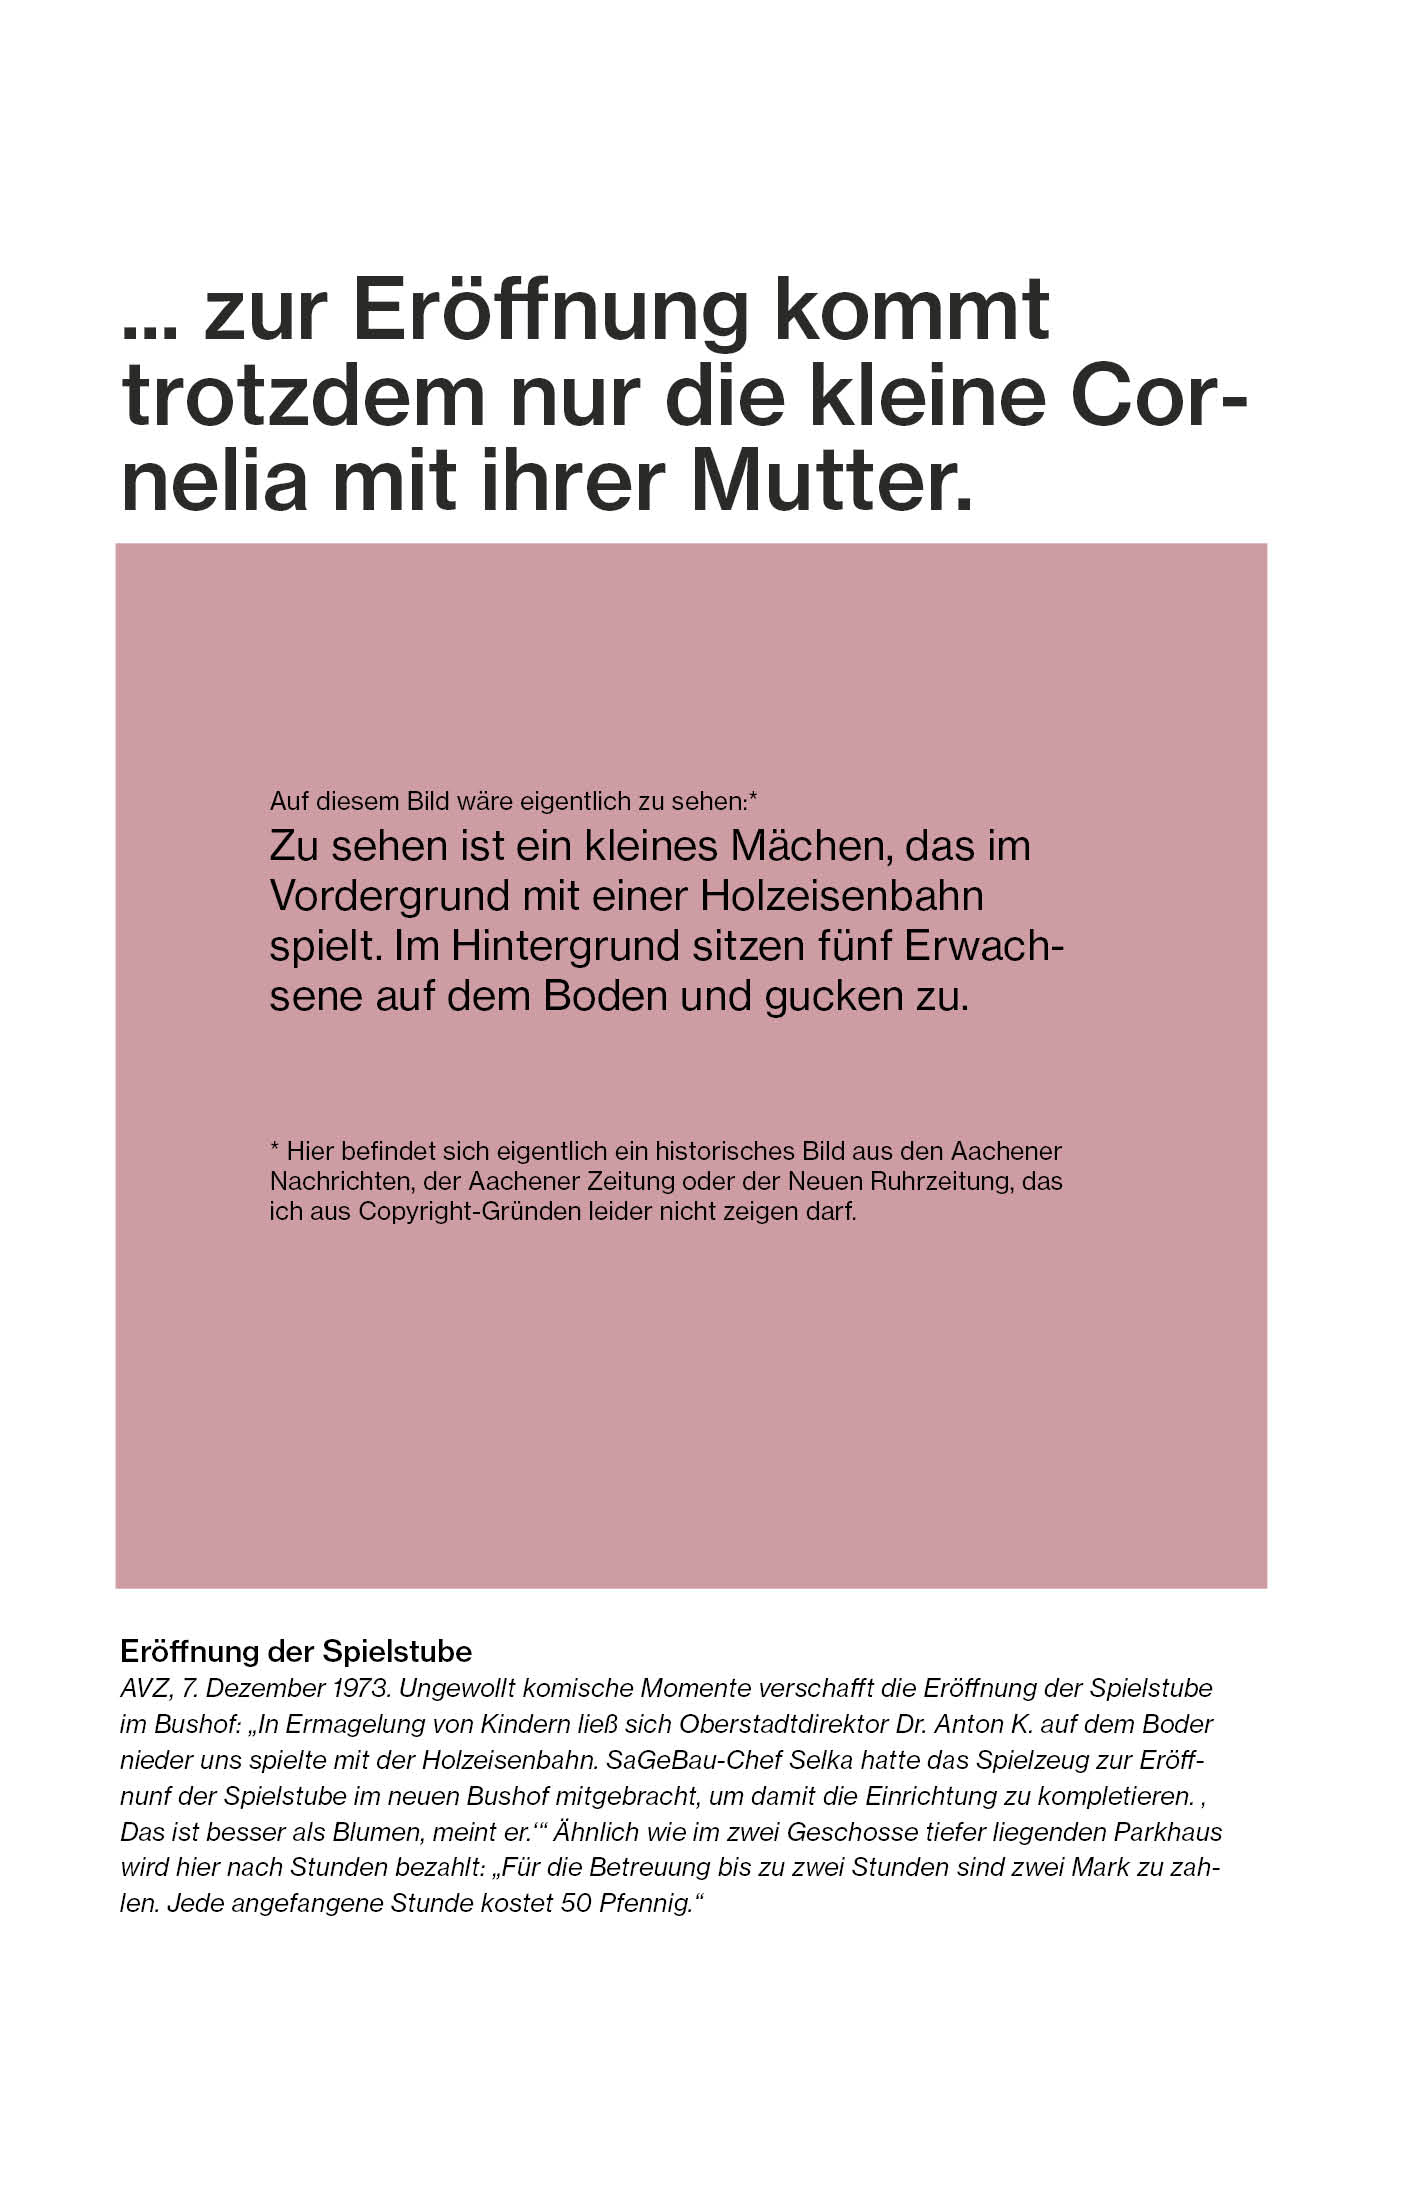 ... zur Eröffnung kommt
trotzdem nur die kleine Cor-
nelia mit ihrer Mutter.
Auf diesem Bild wäre eigentlich zu sehen:*
Zu sehen ist ein kleines Mächen, das im
Vordergrund mit einer Holzeisenbahn
spielt. Im Hintergrund sitzen fünf Erwach-
sene auf dem Boden und gucken zu.
* Hier befindet sich eigentlich ein historisches Bild aus den Aachener
Nachrichten, der Aachener Zeitung oder der Neuen Ruhrzeitung, das
ich aus Copyright-Gründen leider nicht zeigen darf.
Eröffnung der Spielstube
AVZ, 7. Dezember 1973. Ungewollt komische Momente verschafft die Eröffnung der Spielstube
im Bushof: „In Ermagelung von Kindern ließ sich Oberstadtdirektor Dr. Anton K. auf dem Boder
nieder uns spielte mit der Holzeisenbahn. SaGeBau-Chef Selka hatte das Spielzeug zur Eröff-
nunf der Spielstube im neuen Bushof mitgebracht, um damit die Einrichtung zu kompletieren. ‚
Das ist besser als Blumen, meint er.‘“ Ähnlich wie im zwei Geschosse tiefer liegenden Parkhaus
wird hier nach Stunden bezahlt: „Für die Betreuung bis zu zwei Stunden sind zwei Mark zu zah-
len. Jede angefangene Stunde kostet 50 Pfennig.“